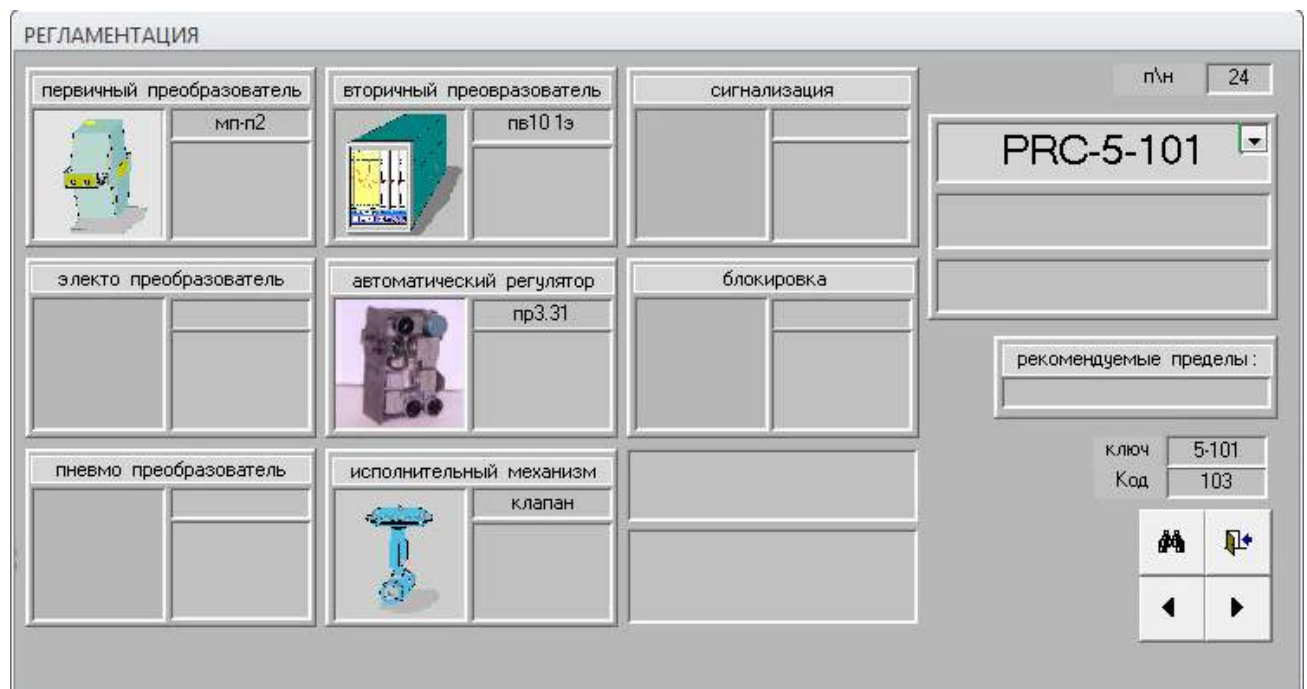 РЕГЛАМЕНТАЦИЯ
первичный преобразователь
мп-п2
вторичный преовразователь
пв10 1э
сигнализация
п\н 24
PRC-5-101
электо преобразователь
автоматический регулятор
пр3.31
блокировка
рекомендуемые пределы:
пневмо преобразователь
исполнительный механизм
клапан
ключ 5-101
Код 103